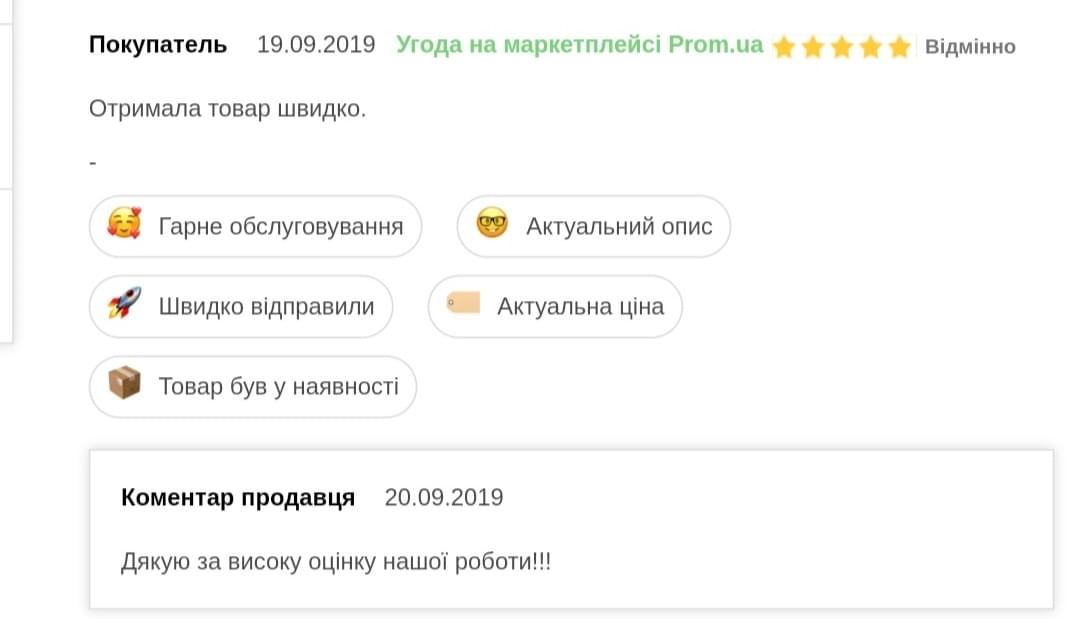 Покупатель 19.09.2019 Угода на маркетплейсі Prom.ua Відмінно
Отримала товар швидко.
-
Гарне обслуговування Актуальний опис
Швидко відправили Актуальна ціна
Товар був у наявності
Коментар продавця 20.09.2019
Дякую за високу оцінку нашої роботи!!!